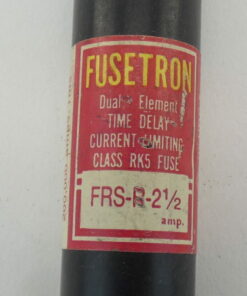 FUSETRON
Dual-Element
TIME DELAY
CURRENT LIMITING
CLASS RK5 FUSE
FRS-R-2½
amp.